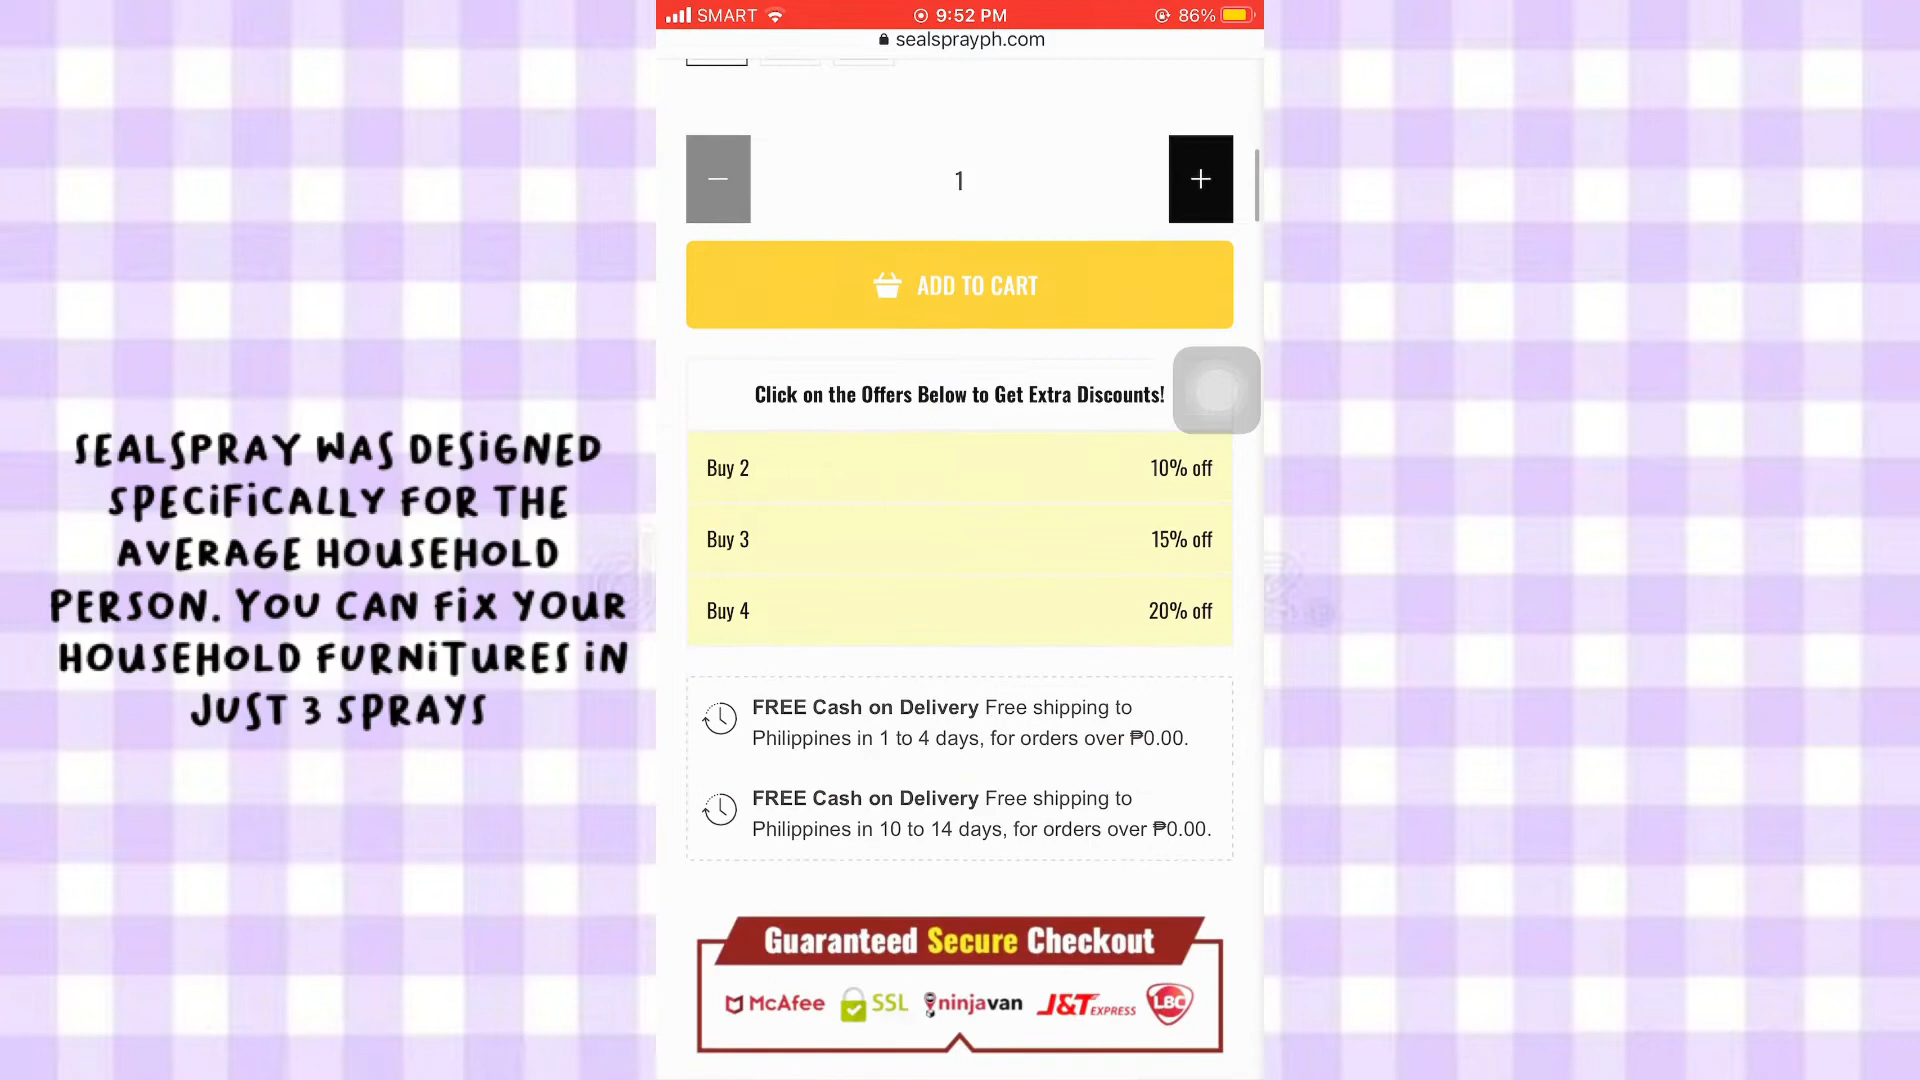 SEALSPRAY WAS DESIGNED
SPECIFICALLY FOR THE
AVERAGE HOUSEHOLD
PERSON. YOU CAN FIX YOUR
HOUSEHOLD FURNITURES IN
JUST 3 SPRAYS
SMART 9:52 PM 86%
sealsprayph.com
− 1 +
ADD TO CART
Click on the Offers Below to Get Extra Discounts!
Buy 2 10% off
Buy 3 15% off
Buy 4 20% off
FREE Cash on Delivery Free shipping to
Philippines in 1 to 4 days, for orders over ₱0.00.
FREE Cash on Delivery Free shipping to
Philippines in 10 to 14 days, for orders over ₱0.00.
Guaranteed Secure Checkout
McAfee SSL ninjavan J&T EXPRESS LBC